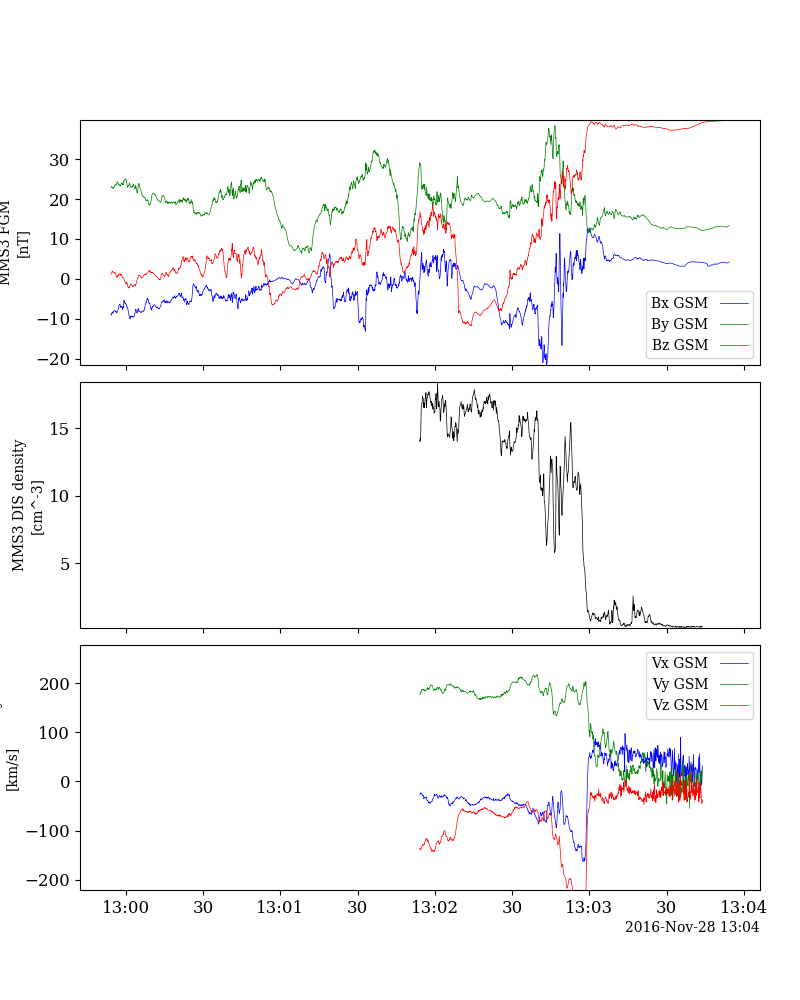 MMS3 FGM
[nT]
30
20
10
0
−10
−20
Bx GSM
By GSM
Bz GSM
MMS3 DIS density
[cm^-3]
15
10
5
[km/s]
200
100
0
−100
−200
Vx GSM
Vy GSM
Vz GSM
13:00
30
13:01
30
13:02
30
13:03
30
13:04
2016-Nov-28 13:04